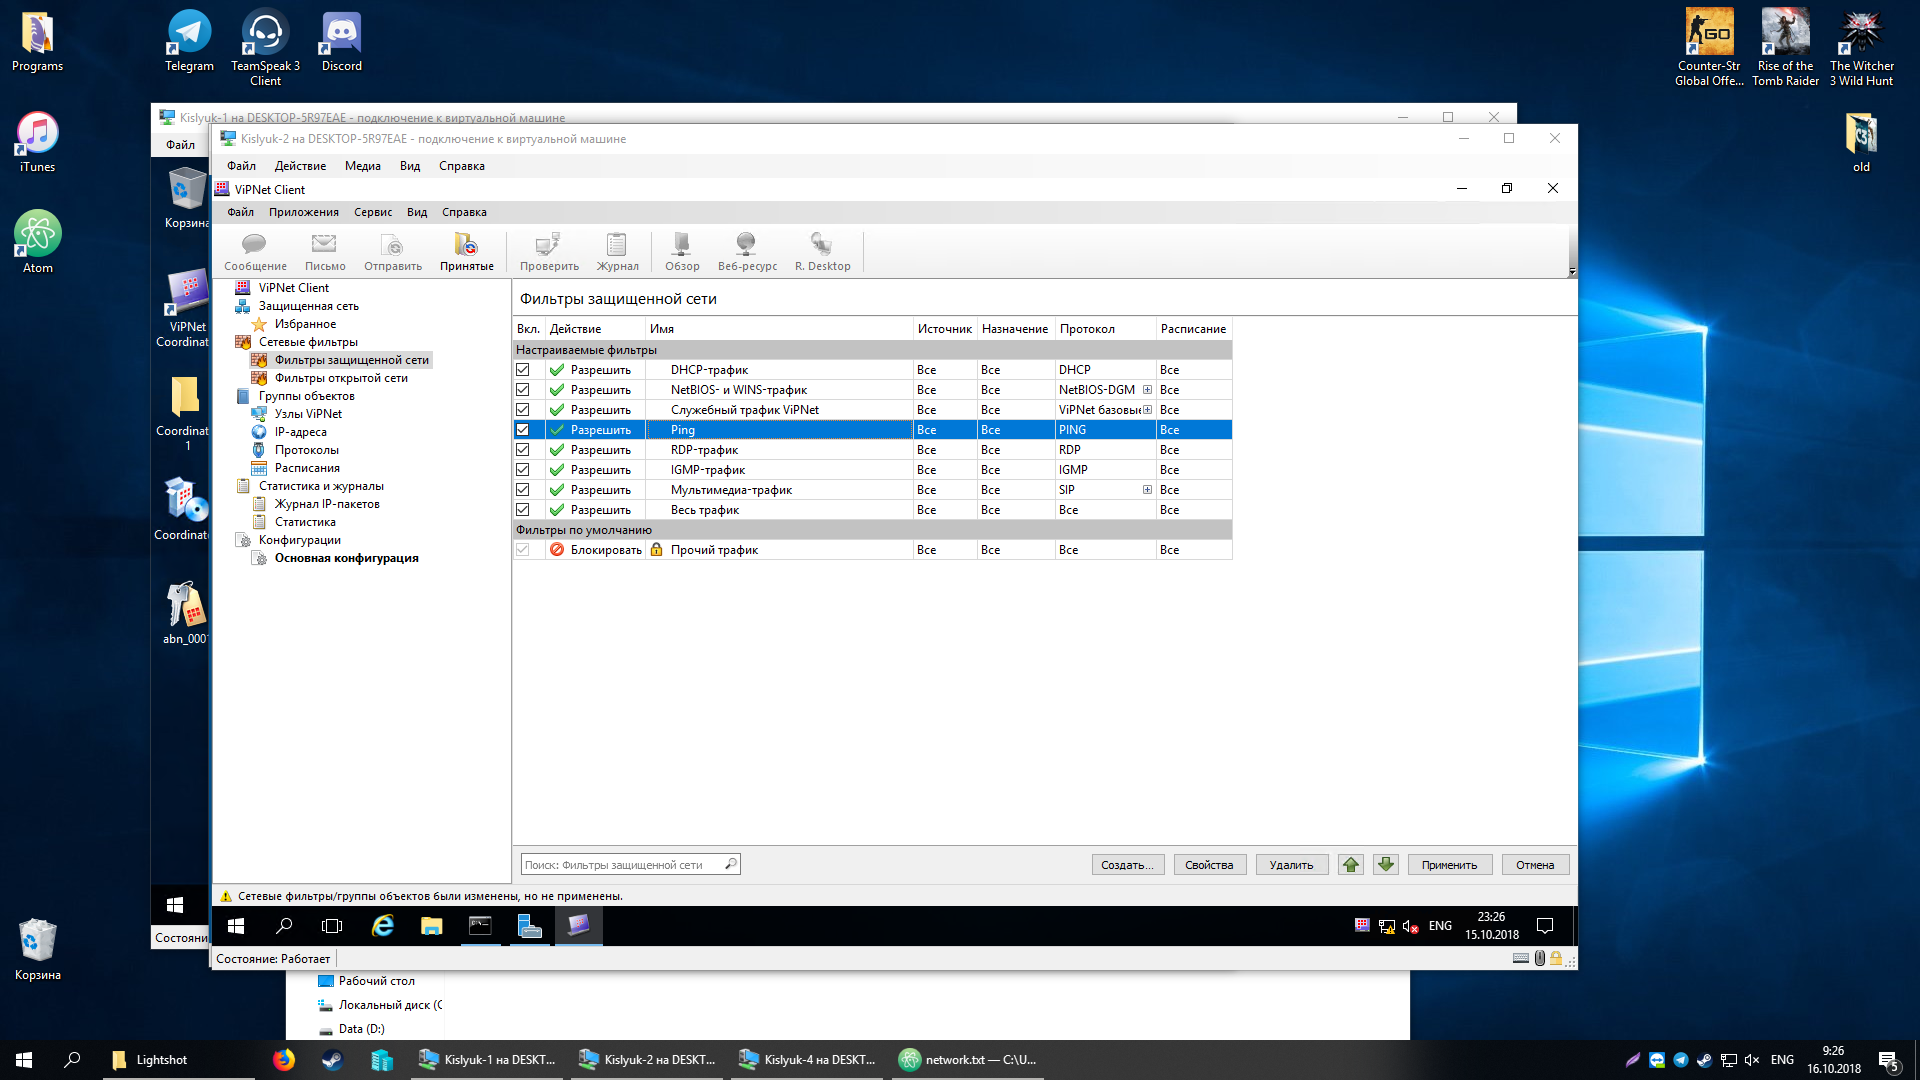 Programs
Telegram
TeamSpeak 3
Client
Discord
Counter-Str
Global Offe...
Rise of the
Tomb Raider
The Witcher
3 Wild Hunt
iTunes
Atom
old
Корзина
Kislyuk-1 на DESKTOP-5R97EAE - подключение к виртуальной машине
Файл
Корзина
ViPNet
Coordinat
Coordinat
1
Coordinat
abn_000
Состояни
Kislyuk-2 на DESKTOP-5R97EAE - подключение к виртуальной машине
Файл Действие Медиа Вид Справка
ViPNet Client
Файл Приложения Сервис Вид Справка
Сообщение Письмо Отправить Принятые Проверить Журнал Обзор Веб-ресурс R. Desktop
ViPNet Client
Защищенная сеть
Избранное
Сетевые фильтры
Фильтры защищенной сети
Фильтры открытой сети
Группы объектов
Узлы ViPNet
IP-адреса
Протоколы
Расписания
Статистика и журналы
Журнал IP-пакетов
Статистика
Конфигурации
Основная конфигурация
Фильтры защищенной сети
Вкл. Действие Имя Источник Назначение Протокол Расписание
Настраиваемые фильтры
Разрешить DHCP-трафик Все Все DHCP Все
Разрешить NetBIOS- и WINS-трафик Все Все NetBIOS-DGM Все
Разрешить Служебный трафик ViPNet Все Все ViPNet базовые Все
Разрешить Ping Все Все PING Все
Разрешить RDP-трафик Все Все RDP Все
Разрешить IGMP-трафик Все Все IGMP Все
Разрешить Мультимедиа-трафик Все Все SIP Все
Разрешить Весь трафик Все Все Все Все
Фильтры по умолчанию
Блокировать Прочий трафик Все Все Все Все
Поиск: Фильтры защищенной сети
Создать... Свойства Удалить Применить Отмена
Сетевые фильтры/группы объектов были изменены, но не применены.
ENG
23:26
15.10.2018
Состояние: Работает
Рабочий стол
Локальный диск (C
Data (D:)
Lightshot
Kislyuk-1 на DESKT...
Kislyuk-2 на DESKT...
Kislyuk-4 на DESKT...
network.txt — C:\U...
ENG
9:26
16.10.2018
5